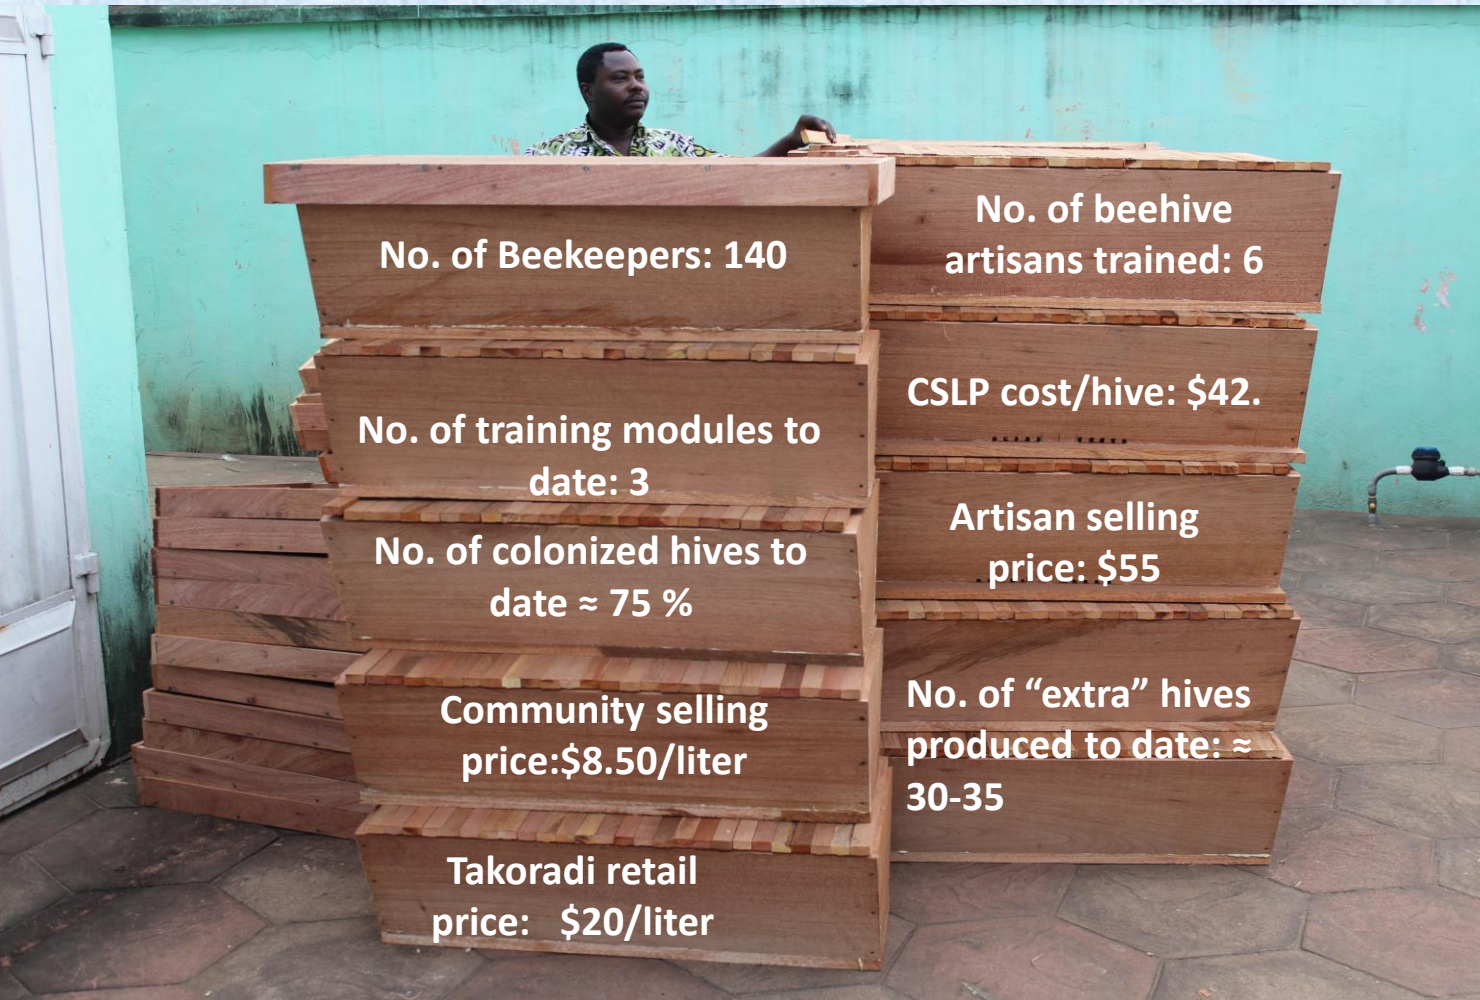 No. of Beekeepers: 140
No. of training modules to
date: 3
No. of colonized hives to
date ≈ 75 %
Community selling
price:$8.50/liter
Takoradi retail
price: $20/liter
No. of beehive
artisans trained: 6
CSLP cost/hive: $42.
Artisan selling
price: $55
No. of “extra” hives
produced to date: ≈
30-35